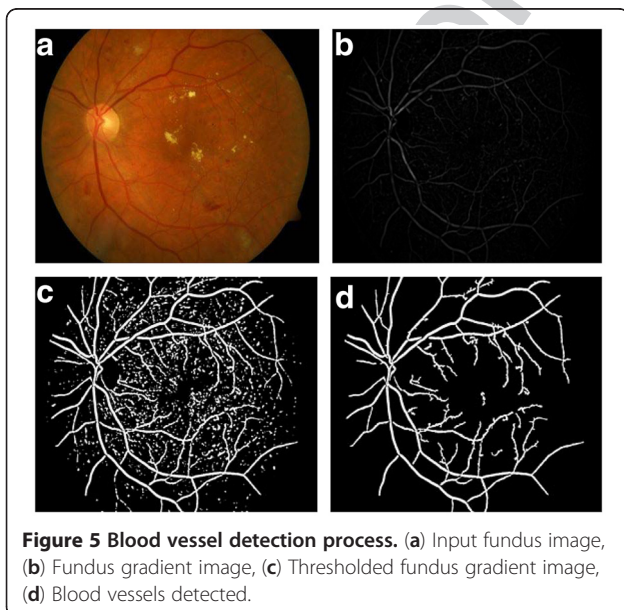 a
b
c
d
Figure 5 Blood vessel detection process. (a) Input fundus image,
(b) Fundus gradient image, (c) Thresholded fundus gradient image,
(d) Blood vessels detected.